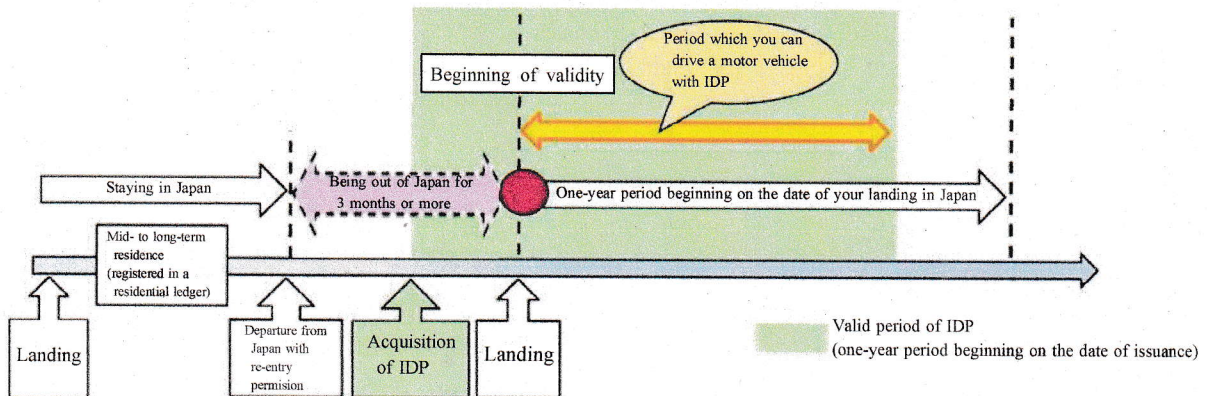 Period which you can
drive a motor vehicle
with IDP
Beginning of validity
Staying in Japan
Being out of Japan for
3 months or more
One-year period beginning on the date of your landing in Japan
Mid- to long-term
residence
(registered in a
residential ledger)
Landing
Departure from
Japan with
re-entry
permision
Acquisition
of IDP
Landing
Valid period of IDP
(one-year period beginning on the date of issuance)